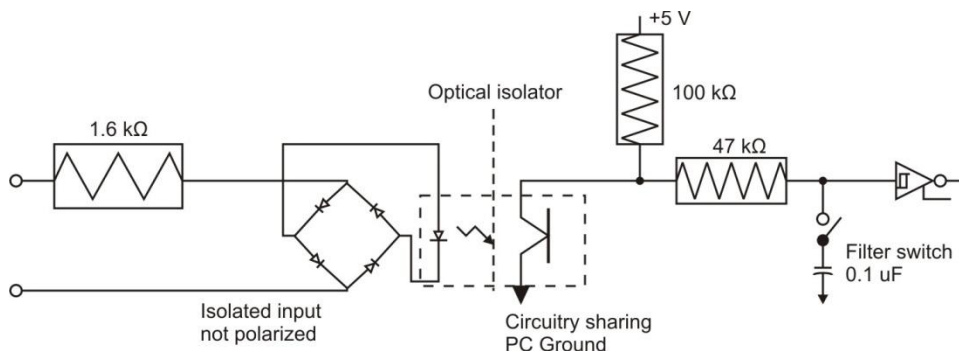 +5 V
Optical isolator
100 kΩ
1.6 kΩ
47 kΩ
Filter switch
0.1 uF
Isolated input
not polarized
Circuitry sharing
PC Ground